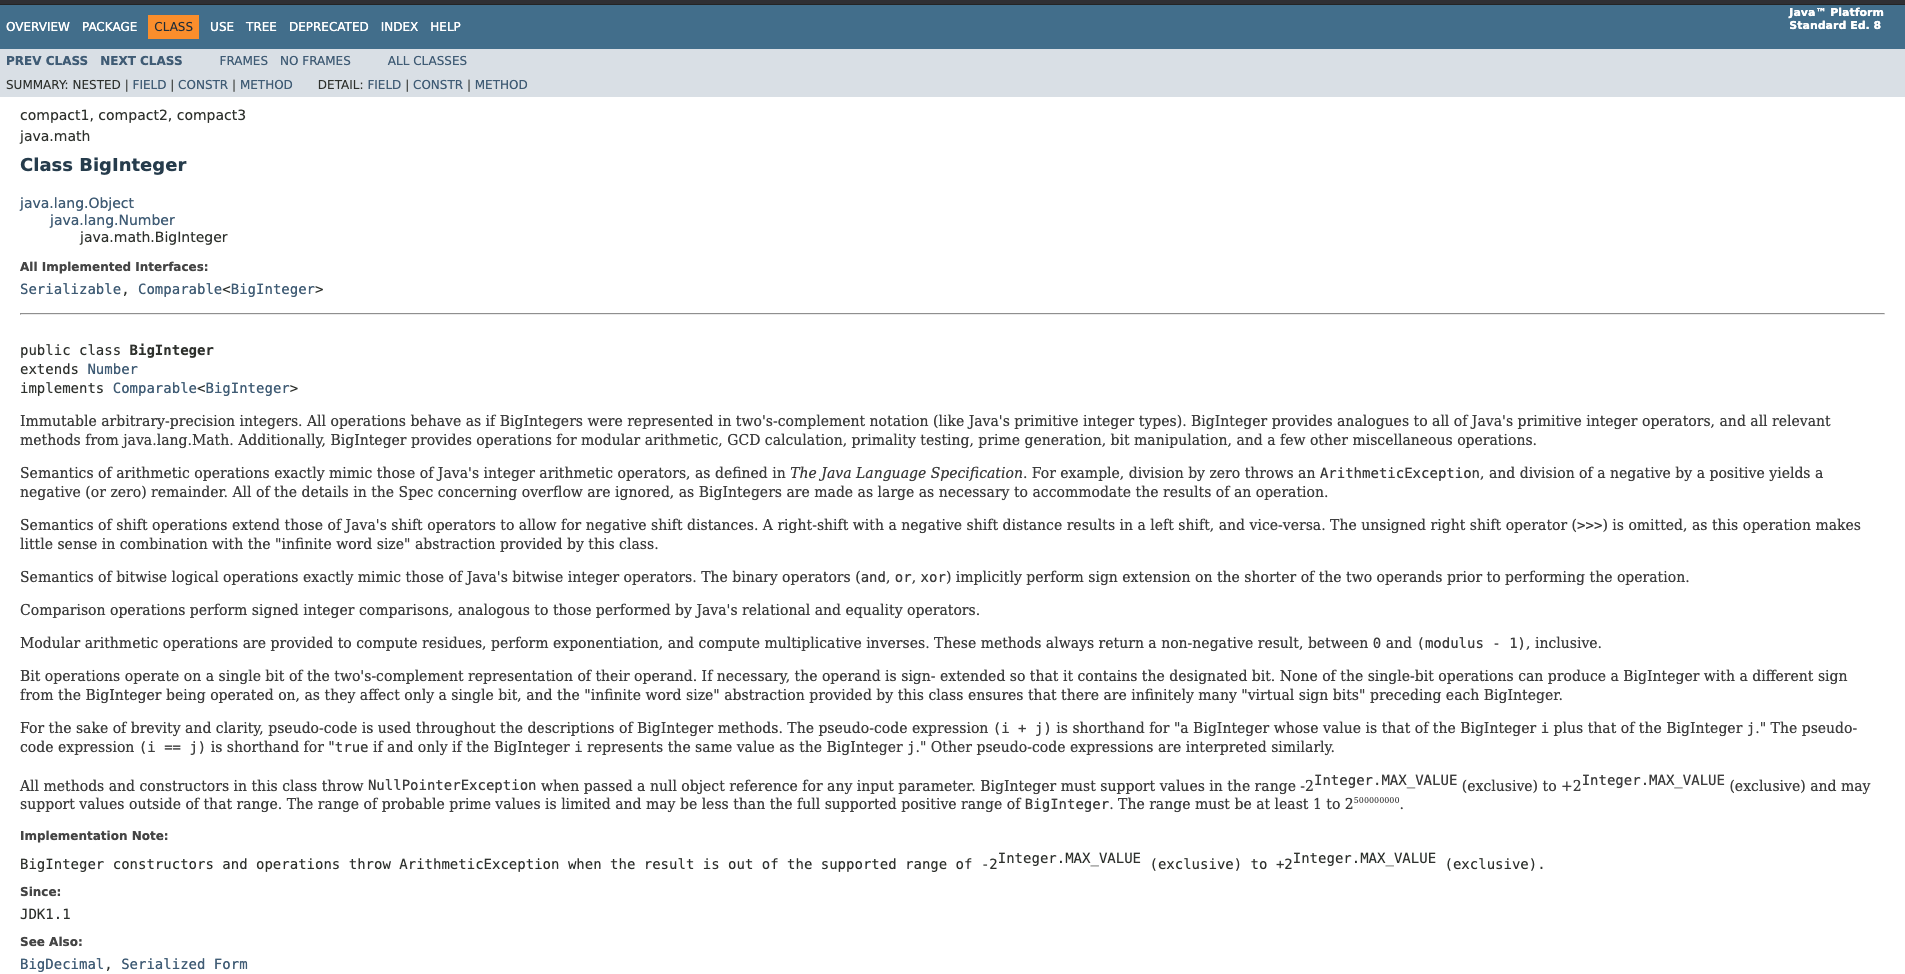 OVERVIEW PACKAGE CLASS USE TREE DEPRECATED INDEX HELP
Java™ Platform
Standard Ed. 8
PREV CLASS NEXT CLASS FRAMES NO FRAMES ALL CLASSES
SUMMARY: NESTED | FIELD | CONSTR | METHOD DETAIL: FIELD | CONSTR | METHOD
compact1, compact2, compact3
java.math
Class BigInteger
java.lang.Object
java.lang.Number
java.math.BigInteger
All Implemented Interfaces:
Serializable, Comparable<BigInteger>
public class BigInteger
extends Number
implements Comparable<BigInteger>
Immutable arbitrary-precision integers. All operations behave as if BigIntegers were represented in two's-complement notation (like Java's primitive integer types). BigInteger provides analogues to all of Java's primitive integer operators, and all relevant
methods from java.lang.Math. Additionally, BigInteger provides operations for modular arithmetic, GCD calculation, primality testing, prime generation, bit manipulation, and a few other miscellaneous operations.
Semantics of arithmetic operations exactly mimic those of Java's integer arithmetic operators, as defined in The Java Language Specification. For example, division by zero throws an ArithmeticException, and division of a negative by a positive yields a
negative (or zero) remainder. All of the details in the Spec concerning overflow are ignored, as BigIntegers are made as large as necessary to accommodate the results of an operation.
Semantics of shift operations extend those of Java's shift operators to allow for negative shift distances. A right-shift with a negative shift distance results in a left shift, and vice-versa. The unsigned right shift operator (>>>) is omitted, as this operation makes
little sense in combination with the "infinite word size" abstraction provided by this class.
Semantics of bitwise logical operations exactly mimic those of Java's bitwise integer operators. The binary operators (and, or, xor) implicitly perform sign extension on the shorter of the two operands prior to performing the operation.
Comparison operations perform signed integer comparisons, analogous to those performed by Java's relational and equality operators.
Modular arithmetic operations are provided to compute residues, perform exponentiation, and compute multiplicative inverses. These methods always return a non-negative result, between 0 and (modulus - 1), inclusive.
Bit operations operate on a single bit of the two's-complement representation of their operand. If necessary, the operand is sign- extended so that it contains the designated bit. None of the single-bit operations can produce a BigInteger with a different sign
from the BigInteger being operated on, as they affect only a single bit, and the "infinite word size" abstraction provided by this class ensures that there are infinitely many "virtual sign bits" preceding each BigInteger.
For the sake of brevity and clarity, pseudo-code is used throughout the descriptions of BigInteger methods. The pseudo-code expression (i + j) is shorthand for "a BigInteger whose value is that of the BigInteger i plus that of the BigInteger j." The pseudo-
code expression (i == j) is shorthand for "true if and only if the BigInteger i represents the same value as the BigInteger j." Other pseudo-code expressions are interpreted similarly.
All methods and constructors in this class throw NullPointerException when passed a null object reference for any input parameter. BigInteger must support values in the range -2Integer.MAX_VALUE (exclusive) to +2Integer.MAX_VALUE (exclusive) and may
support values outside of that range. The range of probable prime values is limited and may be less than the full supported positive range of BigInteger. The range must be at least 1 to 2500000000.
Implementation Note:
BigInteger constructors and operations throw ArithmeticException when the result is out of the supported range of -2Integer.MAX_VALUE (exclusive) to +2Integer.MAX_VALUE (exclusive).
Since:
JDK1.1
See Also:
BigDecimal, Serialized Form